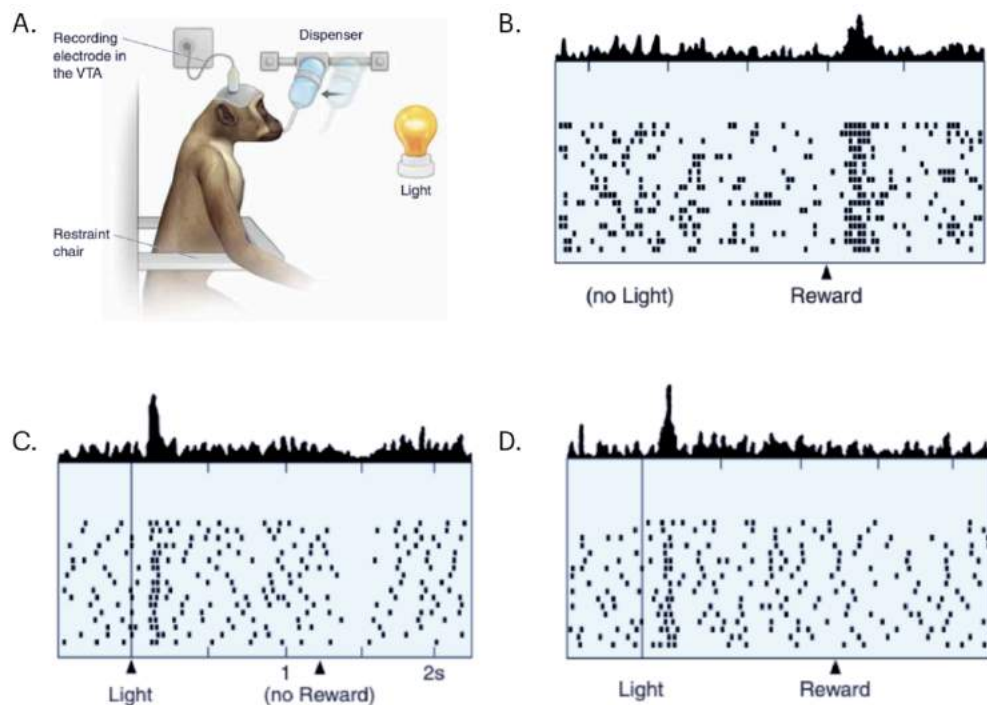 A.
Recording
electrode in
the VTA
Dispenser
Light
Restraint
chair
B.
(no Light)
Reward
C.
1
2s
Light
(no Reward)
D.
Light
Reward